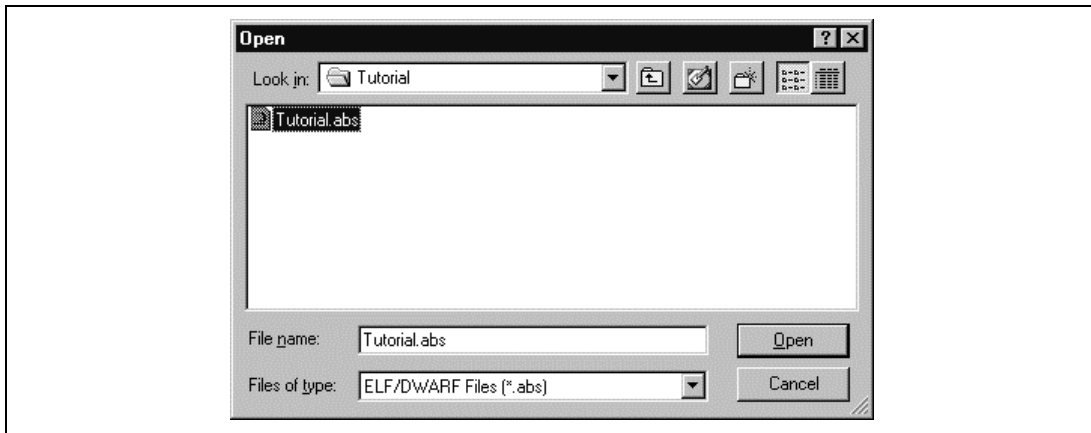 Open
Look in: Tutorial
Tutorial.abs
File name: Tutorial.abs Open
Files of type: ELF/DWARF Files (*.abs) Cancel